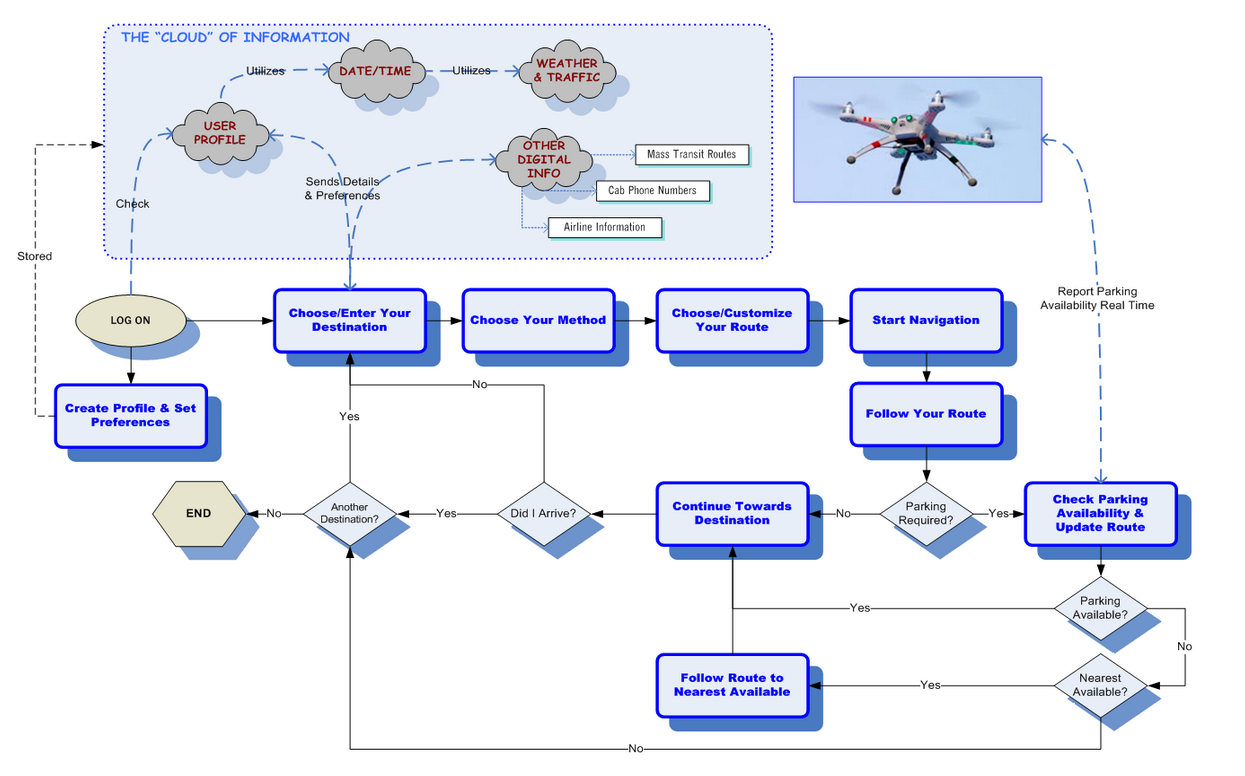 THE “CLOUD” OF INFORMATION
Utilizes
DATE/TIME
Utilizes
WEATHER
& TRAFFIC
USER
PROFILE
OTHER
DIGITAL
INFO
Mass Transit Routes
Cab Phone Numbers
Airline Information
Sends Details
& Preferences
Check
Stored
Report Parking
Availability Real Time
LOG ON
Choose/Enter Your
Destination
Choose Your Method
Choose/Customize
Your Route
Start Navigation
Create Profile & Set
Preferences
No
Yes
Follow Your Route
END
No
Another
Destination?
Yes
Did I Arrive?
Continue Towards
Destination
No
Parking
Required?
Yes
Check Parking
Availability &
Update Route
Yes
Parking
Available?
No
Follow Route to
Nearest Available
Yes
Nearest
Available?
No